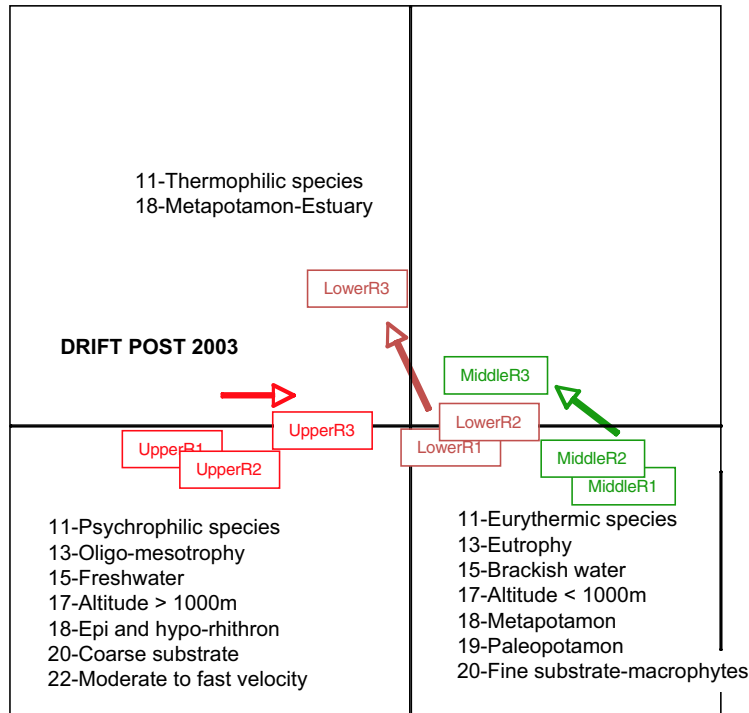 11-Thermophilic species
18-Metapotamon-Estuary
LowerR3
DRIFT POST 2003
MiddleR3
LowerR2
UpperR3
UpperR1
LowerR1
MiddleR2
UpperR2
MiddleR1
11-Psychrophilic species
13-Oligo-mesotrophy
15-Freshwater
17-Altitude > 1000m
18-Epi and hypo-rhithron
20-Coarse substrate
22-Moderate to fast velocity
11-Eurythermic species
13-Eutrophy
15-Brackish water
17-Altitude < 1000m
18-Metapotamon
19-Paleopotamon
20-Fine substrate-macrophytes